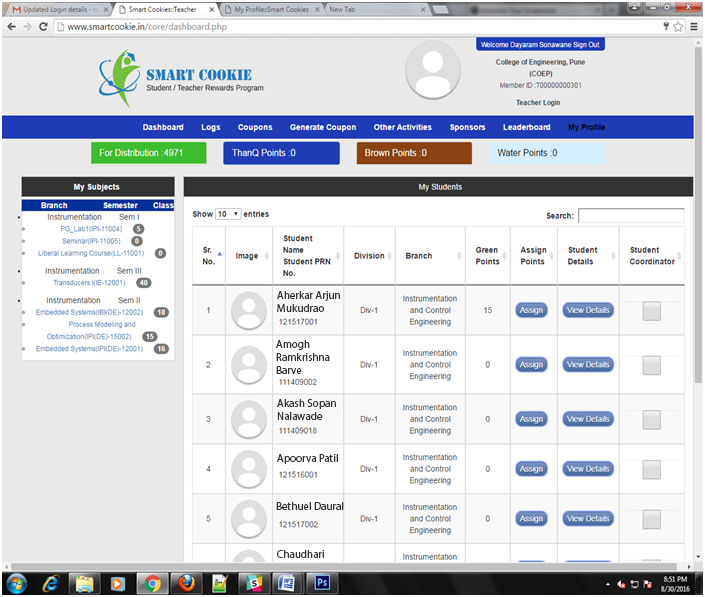 Updated Login details - r
Smart Cookies::Teacher
My Profile:Smart Cookies
New Tab
www.smartcookie.in/core/dashboard.php
SMART COOKIE
Student / Teacher Rewards Program
Welcome Dayaram Sonawane Sign Out
College of Engineering, Pune
(COEP)
Member ID :T00000000301
Teacher Login
Dashboard Logs Coupons Generate Coupon Other Activities Sponsors Leaderboard My Profile
For Distribution :4971 ThanQ Points :0 Brown Points :0 Water Points :0
My Subjects
Branch Semester Class
Instrumentation Sem I
PG_Lab1(IPI-11004) 5
Seminar(IPI-11005) 0
Liberal Learning Course(LL-11001) 0
Instrumentation Sem III
Transducers I(IE-12001) 40
Instrumentation Sem II
Embedded Systems(IBI(DE)-12002) 18
Process Modeling and
Optimization(IPI(DE)-15002) 15
Embedded Systems(IPI(DE)-12001) 16
My Students
Show 10 entries
Search:
Sr. No. Image Student Name Student PRN No. Division Branch Green Points Assign Points Student Details Student Coordinator
1 Aherkar Arjun Mukudrao 121517001 Div-1 Instrumentation and Control Engineering 15 Assign View Details
2 Amogh Ramkrishna Barve 111409002 Div-1 Instrumentation and Control Engineering 0 Assign View Details
3 Akash Sopan Nalawade 111409018 Div-1 Instrumentation and Control Engineering 0 Assign View Details
4 Apoorva Patil 121516001 Div-1 Instrumentation and Control Engineering 0 Assign View Details
5 Bethuel Daural 121517002 Div-1 Instrumentation and Control Engineering 0 Assign View Details
Chaudhari Instrumentation and Control
8:51 PM
8/30/2016